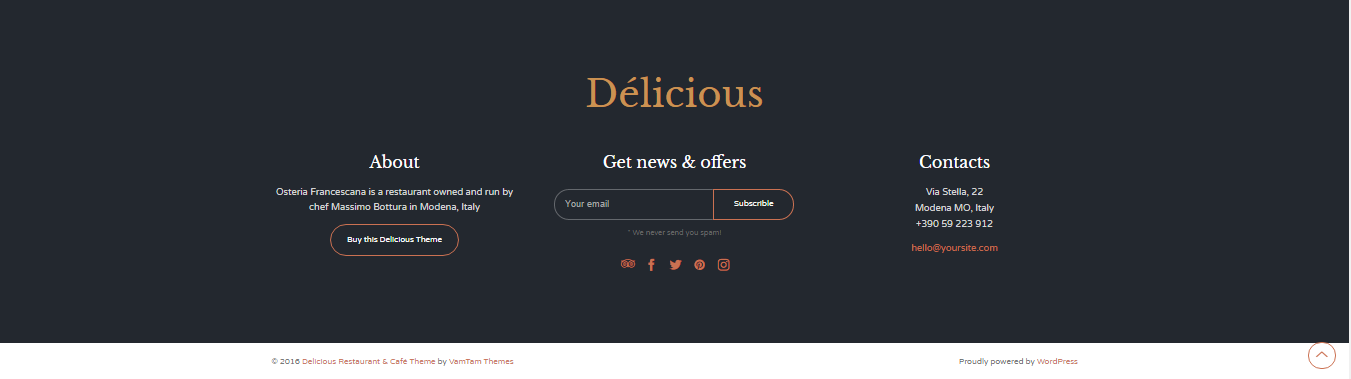 Délicious
About
Osteria Francescana is a restaurant owned and run by
chef Massimo Bottura in Modena, Italy
Buy this Delicious Theme
Get news & offers
Your email
Subscrible
* We never send you spam!
Contacts
Via Stella, 22
Modena MO, Italy
+390 59 223 912
hello@yoursite.com
© 2016 Delicious Restaurant & Café Theme by VamTam Themes
Proudly powered by WordPress